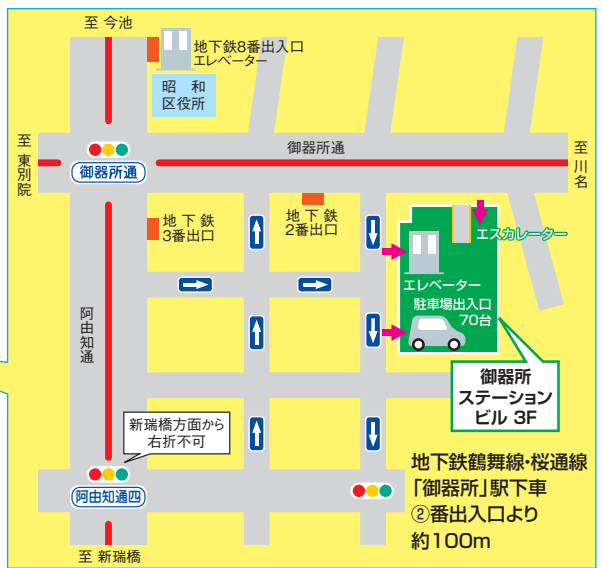 至 今池
地下鉄8番出入口
エレベーター
昭 和
区役所
至 東別院
御器所通
御器所通
至 川名
地 下 鉄
3番出口
地 下 鉄
2番出口
エスカレーター
エレベーター
駐車場出入口
70台
阿由知通
御器所
ステーション
ビル 3F
新瑞橋方面から
右折不可
阿由知通四
至 新瑞橋
地下鉄鶴舞線・桜通線
「御器所」駅下車
②番出入口より
約100m